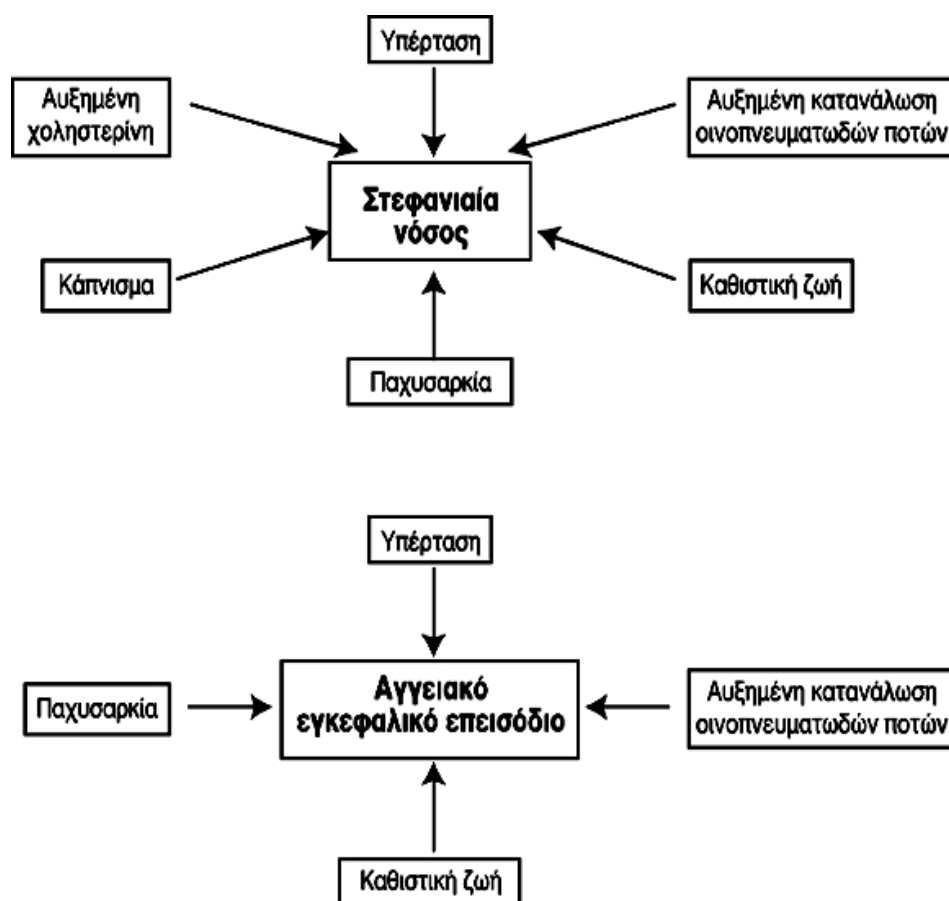 Υπέρταση
Αυξημένη
χοληστερίνη
Αυξημένη κατανάλωση
οινοπνευματωδών ποτών
Στεφανιαία
νόσος
Κάπνισμα
Καθιστική ζωή
Παχυσαρκία
Υπέρταση
Παχυσαρκία
Αγγειακό
εγκεφαλικό επεισόδιο
Αυξημένη κατανάλωση
οινοπνευματωδών ποτών
Καθιστική ζωή